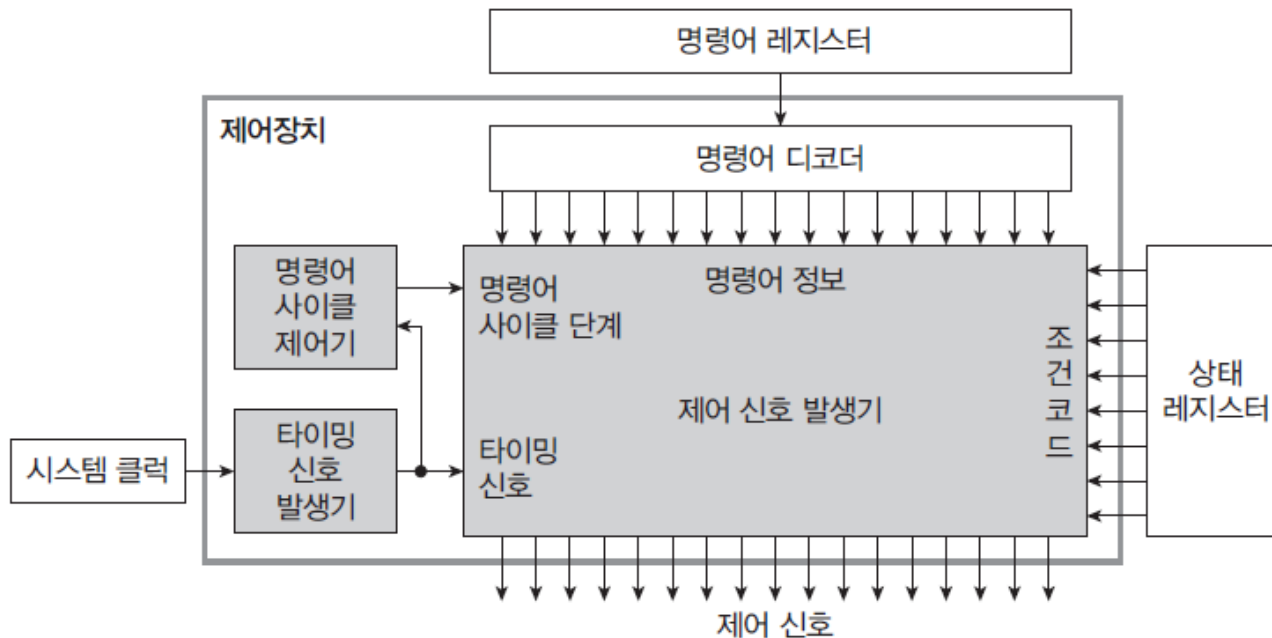 명령어 레지스터
제어장치
명령어 디코더
명령어
사이클
제어기
명령어
사이클 단계
명령어 정보
조
건
코
드
상태
레지스터
제어 신호 발생기
시스템 클럭
타이밍
신호
발생기
타이밍
신호
제어 신호